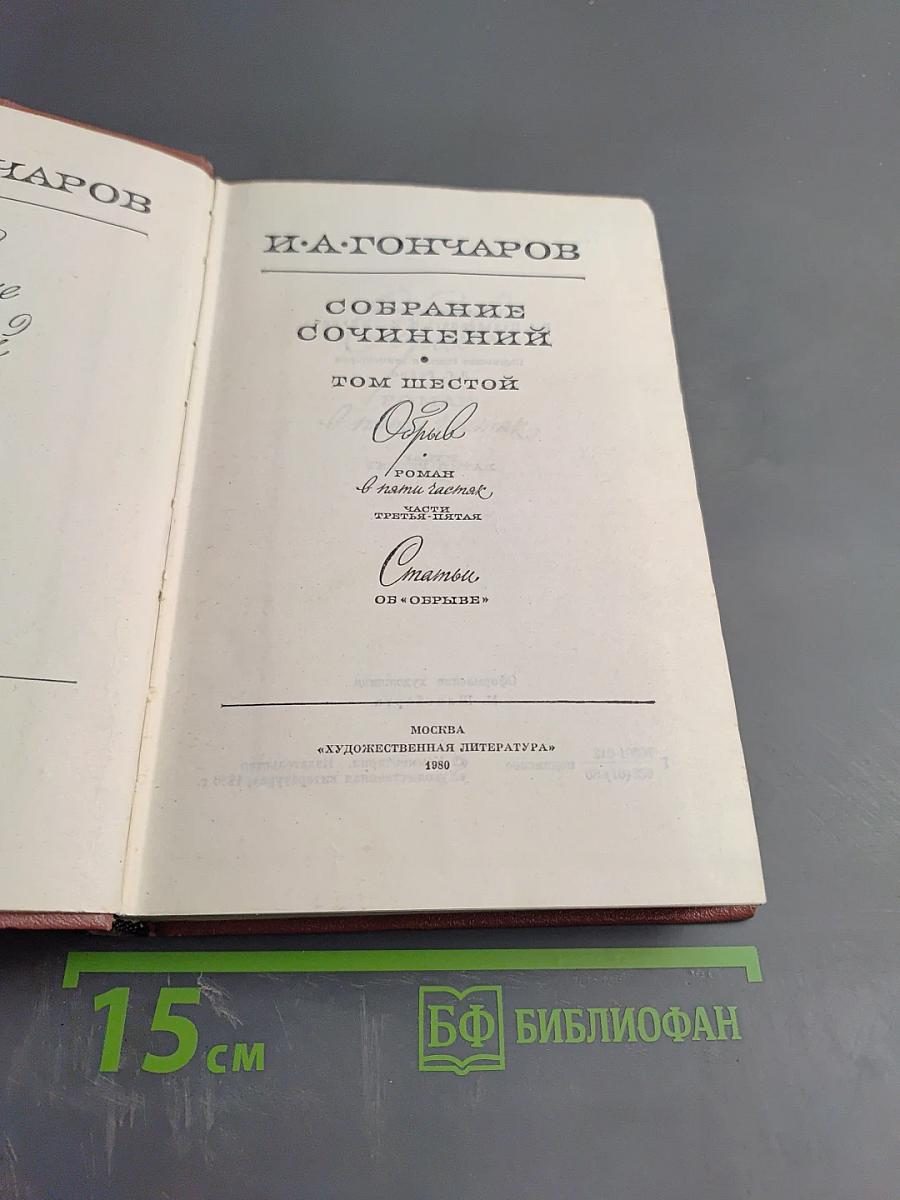 ЧАРОВ
И·А·ГОНЧАРОВ
СОБРАНИЕ
СОЧИНЕНИЙ
•
ТОМ ШЕСТОЙ
Обрыв
РОМАН
в пяти частях
ЧАСТИ
ТРЕТЬЯ-ПЯТАЯ
Статьи
ОБ «ОБРЫВЕ»
МОСКВА
«ХУДОЖЕСТВЕННАЯ ЛИТЕРАТУРА»
1980
15 см
БФ БИБЛИОФАН